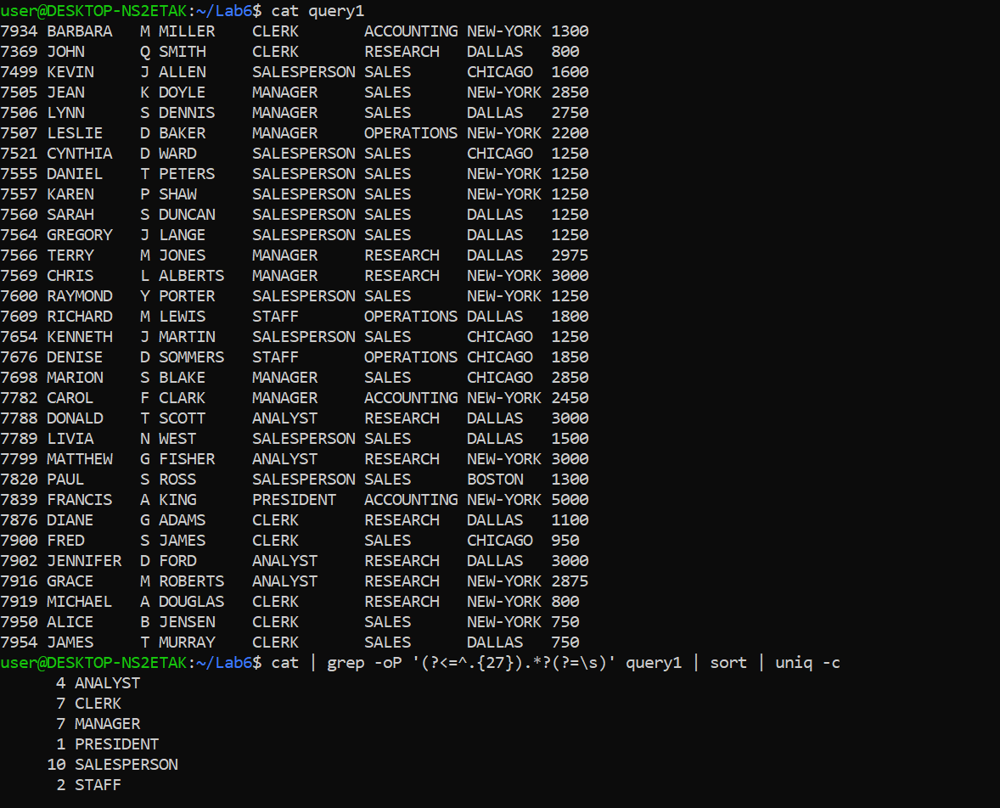 user@DESKTOP-NS2ETAK:~/Lab6$ cat query1
7934 BARBARA   M MILLER    CLERK       ACCOUNTING NEW-YORK 1300
7369 JOHN      Q SMITH     CLERK       RESEARCH   DALLAS   800
7499 KEVIN     J ALLEN     SALESPERSON SALES      CHICAGO  1600
7505 JEAN      K DOYLE     MANAGER     SALES      NEW-YORK 2850
7506 LYNN      S DENNIS    MANAGER     SALES      DALLAS   2750
7507 LESLIE    D BAKER     MANAGER     OPERATIONS NEW-YORK 2200
7521 CYNTHIA   D WARD      SALESPERSON SALES      CHICAGO  1250
7555 DANIEL    T PETERS    SALESPERSON SALES      NEW-YORK 1250
7557 KAREN     P SHAW      SALESPERSON SALES      NEW-YORK 1250
7560 SARAH     S DUNCAN    SALESPERSON SALES      DALLAS   1250
7564 GREGORY   J LANGE     SALESPERSON SALES      DALLAS   1250
7566 TERRY     M JONES     MANAGER     RESEARCH   DALLAS   2975
7569 CHRIS     L ALBERTS   MANAGER     RESEARCH   NEW-YORK 3000
7600 RAYMOND   Y PORTER    SALESPERSON SALES      NEW-YORK 1250
7609 RICHARD   M LEWIS     STAFF       OPERATIONS DALLAS   1800
7654 KENNETH   J MARTIN    SALESPERSON SALES      CHICAGO  1250
7676 DENISE    D SOMMERS   STAFF       OPERATIONS CHICAGO  1850
7698 MARION    S BLAKE     MANAGER     SALES      CHICAGO  2850
7782 CAROL     F CLARK     MANAGER     ACCOUNTING NEW-YORK 2450
7788 DONALD    T SCOTT     ANALYST     RESEARCH   DALLAS   3000
7789 LIVIA     N WEST      SALESPERSON SALES      DALLAS   1500
7799 MATTHEW   G FISHER    ANALYST     RESEARCH   NEW-YORK 3000
7820 PAUL      S ROSS      SALESPERSON SALES      BOSTON   1300
7839 FRANCIS   A KING      PRESIDENT   ACCOUNTING NEW-YORK 5000
7876 DIANE     G ADAMS     CLERK       RESEARCH   DALLAS   1100
7900 FRED      S JAMES     CLERK       SALES      CHICAGO  950
7902 JENNIFER  D FORD      ANALYST     RESEARCH   DALLAS   3000
7916 GRACE     M ROBERTS   ANALYST     RESEARCH   NEW-YORK 2875
7919 MICHAEL   A DOUGLAS   CLERK       RESEARCH   NEW-YORK 800
7950 ALICE     B JENSEN    CLERK       SALES      NEW-YORK 750
7954 JAMES     T MURRAY    CLERK       SALES      DALLAS   750
user@DESKTOP-NS2ETAK:~/Lab6$ cat | grep -oP '(?<=^.{27}).*?(?=\s)' query1 | sort | uniq -c
      4 ANALYST
      7 CLERK
      7 MANAGER
      1 PRESIDENT
     10 SALESPERSON
      2 STAFF